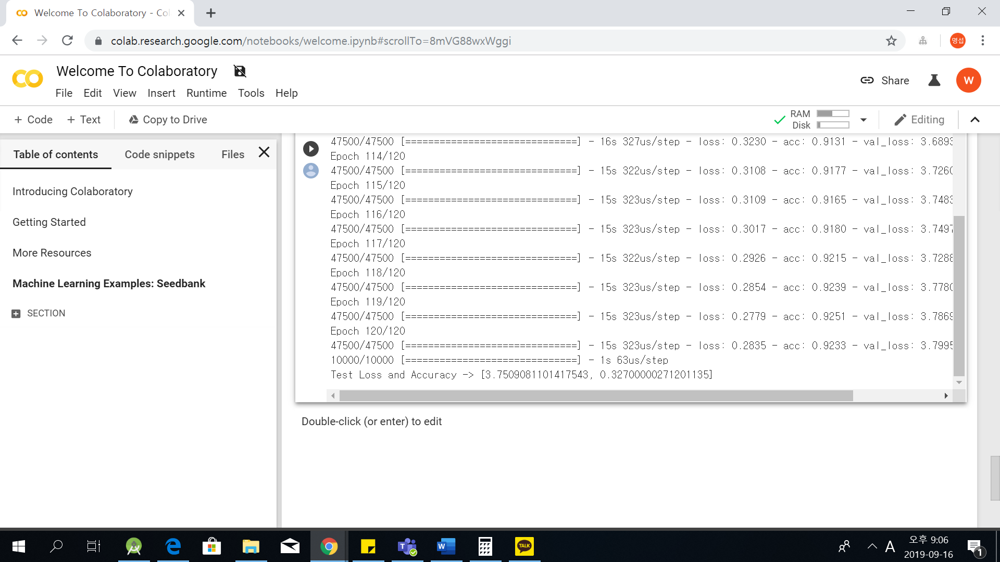 Welcome To Colaboratory - Col
colab.research.google.com/notebooks/welcome.ipynb#scrollTo=8mVG88wxWggi
명섭
Welcome To Colaboratory
File Edit View Insert Runtime Tools Help
Share
W
+ Code + Text Copy to Drive
RAM
Disk
Editing
Table of contents Code snippets Files
Introducing Colaboratory
Getting Started
More Resources
Machine Learning Examples: Seedbank
SECTION
47500/47500 [==============================] - 16s 327us/step - loss: 0.3230 - acc: 0.9131 - val_loss: 3.6893
Epoch 114/120
47500/47500 [==============================] - 15s 322us/step - loss: 0.3108 - acc: 0.9177 - val_loss: 3.7260
Epoch 115/120
47500/47500 [==============================] - 15s 323us/step - loss: 0.3109 - acc: 0.9165 - val_loss: 3.7483
Epoch 116/120
47500/47500 [==============================] - 15s 323us/step - loss: 0.3017 - acc: 0.9180 - val_loss: 3.7497
Epoch 117/120
47500/47500 [==============================] - 15s 322us/step - loss: 0.2926 - acc: 0.9215 - val_loss: 3.7288
Epoch 118/120
47500/47500 [==============================] - 15s 323us/step - loss: 0.2854 - acc: 0.9239 - val_loss: 3.7780
Epoch 119/120
47500/47500 [==============================] - 15s 323us/step - loss: 0.2779 - acc: 0.9251 - val_loss: 3.7869
Epoch 120/120
47500/47500 [==============================] - 15s 323us/step - loss: 0.2835 - acc: 0.9233 - val_loss: 3.7995
10000/10000 [==============================] - 1s 63us/step
Test Loss and Accuracy -> [3.7509081101417543, 0.32700000271201135]
Double-click (or enter) to edit
TALK
A
오후 9:06
2019-09-16
1